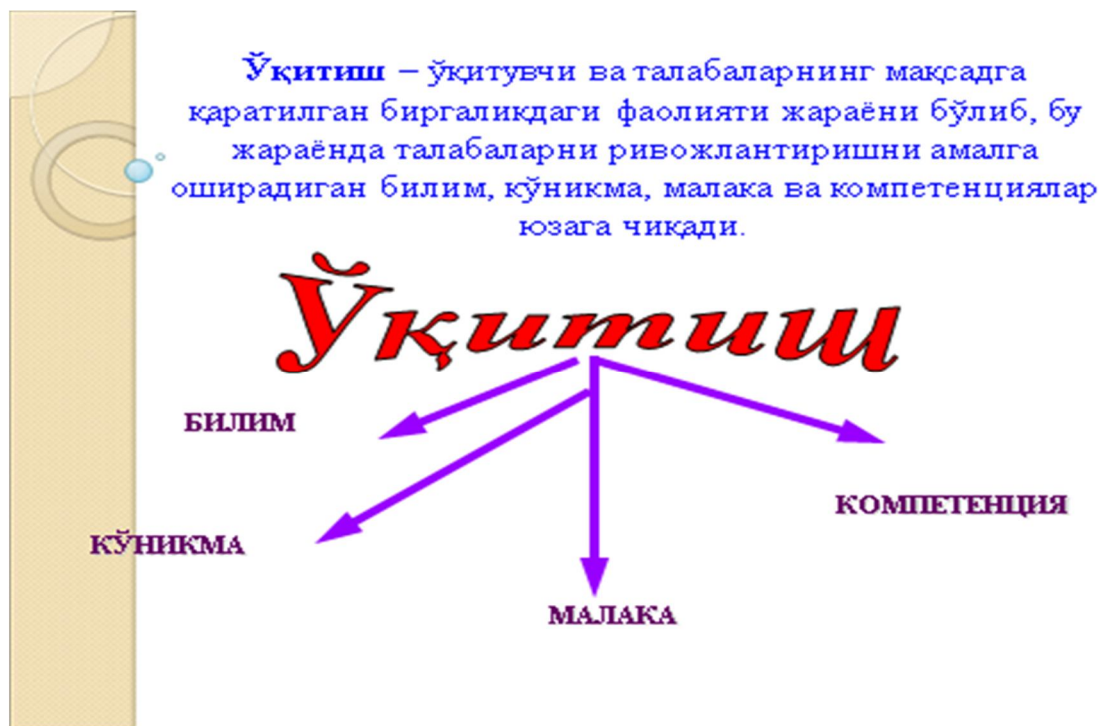 Ўқитиш – ўқитувчи ва талабаларнинг мақсадга
қаратилган биргаликдаги фаолияти жараёни бўлиб, бу
жараёнда талабаларни ривожлантиришни амалга
оширадиган билим, кўникма, малака ва компетенциялар
юзага чиқади.
Ўқитиш
БИЛИМ
КОМПЕТЕНЦИЯ
КЎНИКМА
МАЛАКА